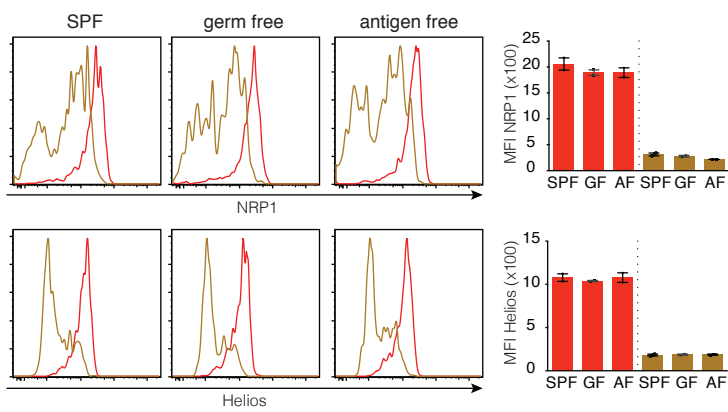 SPF germ free antigen free
NRP1
MFI NRP1 (x100)
25
20
15
10
5
0
SPF GF AF SPF GF AF
Helios
MFI Helios (x100)
15
10
5
0
SPF GF AF SPF GF AF